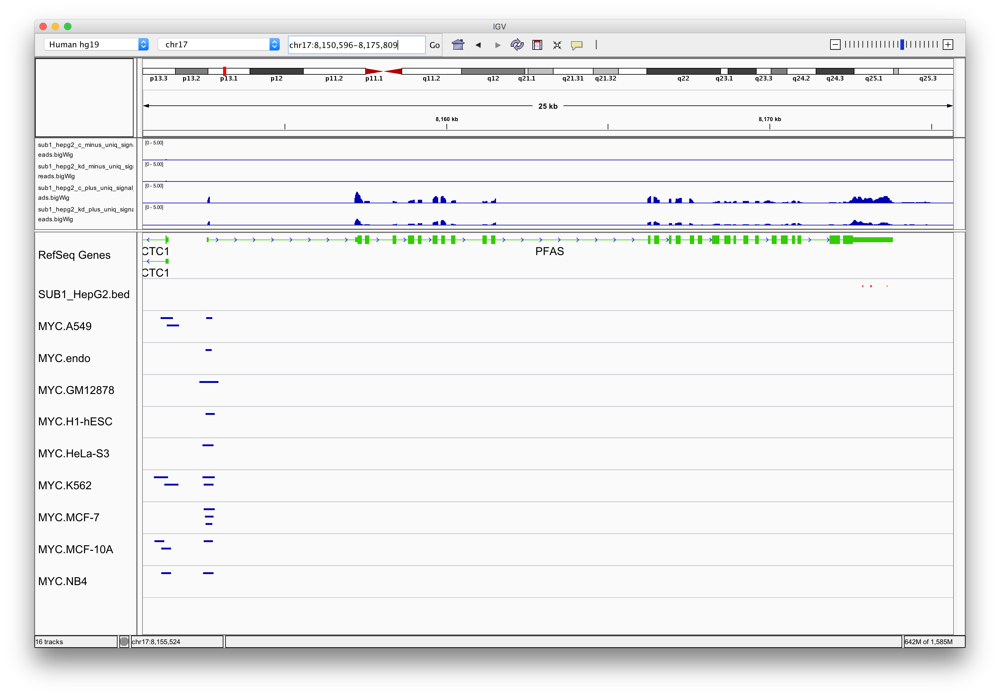 IGV
Human hg19 chr17 chr17:8,150,596-8,175,809 Go
p13.3 p13.2 p13.1 p12 p11.2 p11.1 q11.2 q12 q21.1 q21.31 q21.32 q22 q23.1 q23.3 q24.2 q24.3 q25.1 q25.3
25 kb
8,160 kb 8,170 kb
sub1_hepg2_c_minus_uniq_signa [0 - 5.00]
eads.bigWig
sub1_hepg2_kd_minus_uniq_sig [0 - 5.00]
reads.bigWig
sub1_hepg2_c_plus_uniq_signal_ [0 - 5.00]
ads.bigWig
sub1_hepg2_kd_plus_uniq_signa [0 - 5.00]
eads.bigWig
RefSeq Genes
CTC1 PFAS
CTC1
SUB1_HepG2.bed
MYC.A549
MYC.endo
MYC.GM12878
MYC.H1-hESC
MYC.HeLa-S3
MYC.K562
MYC.MCF-7
MYC.MCF-10A
MYC.NB4
16 tracks chr17:8,155,524 642M of 1,585M